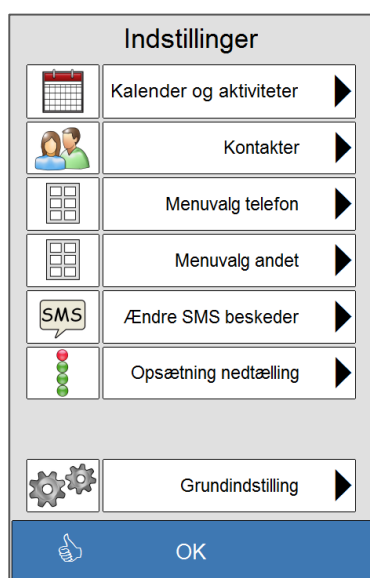 Indstillinger
Kalender og aktiviteter
Kontakter
Menuvalg telefon
Menuvalg andet
SMS
Ændre SMS beskeder
Opsætning nedtælling
Grundindstilling
OK